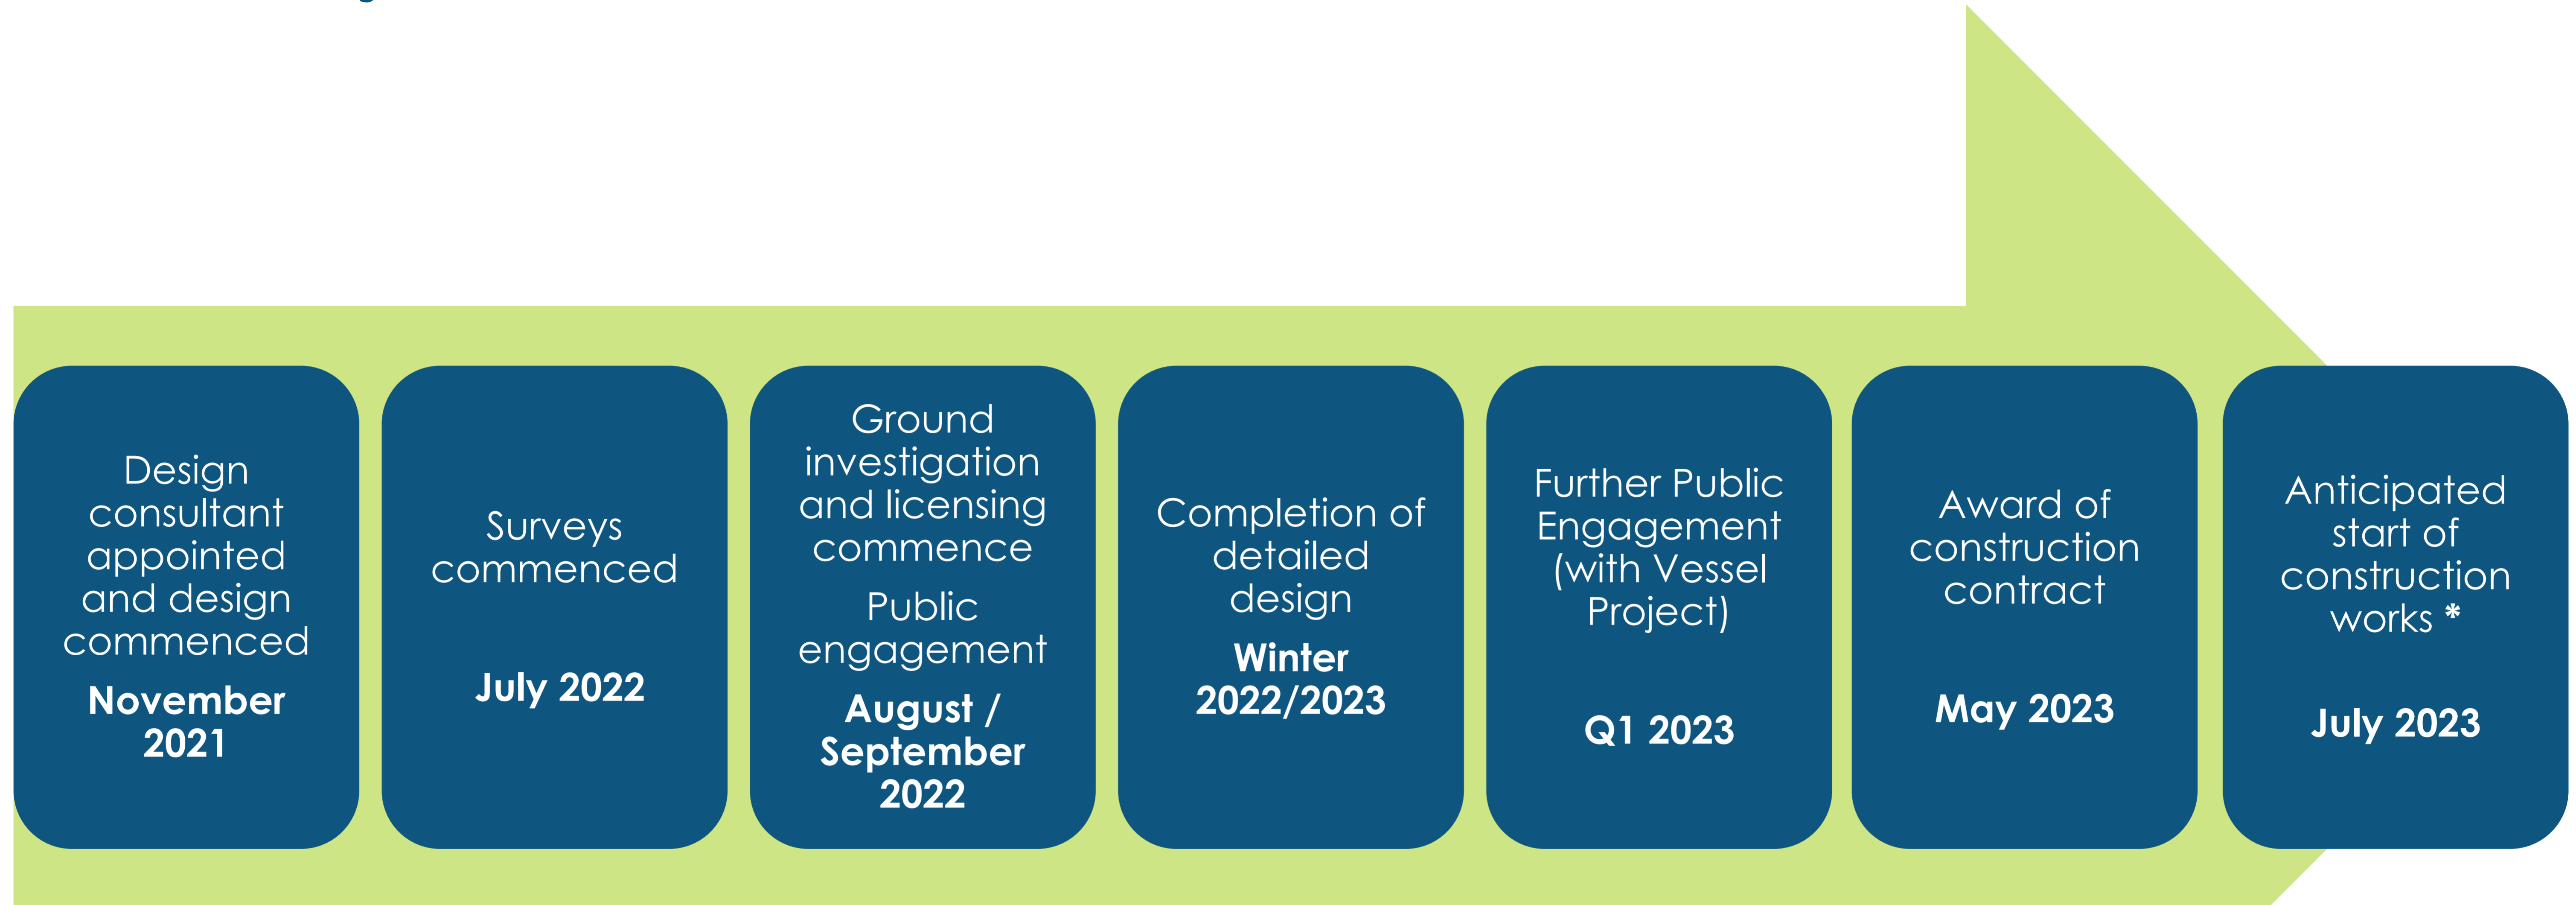 Design
consultant
appointed
and design
commenced
November
2021
Surveys
commenced
July 2022
Ground
investigation
and licensing
commence
Public
engagement
August /
September
2022
Completion of
detailed
design
Winter
2022/2023
Further Public
Engagement
(with Vessel
Project)
Q1 2023
Award of
construction
contract
May 2023
Anticipated
start of
construction
works *
July 2023